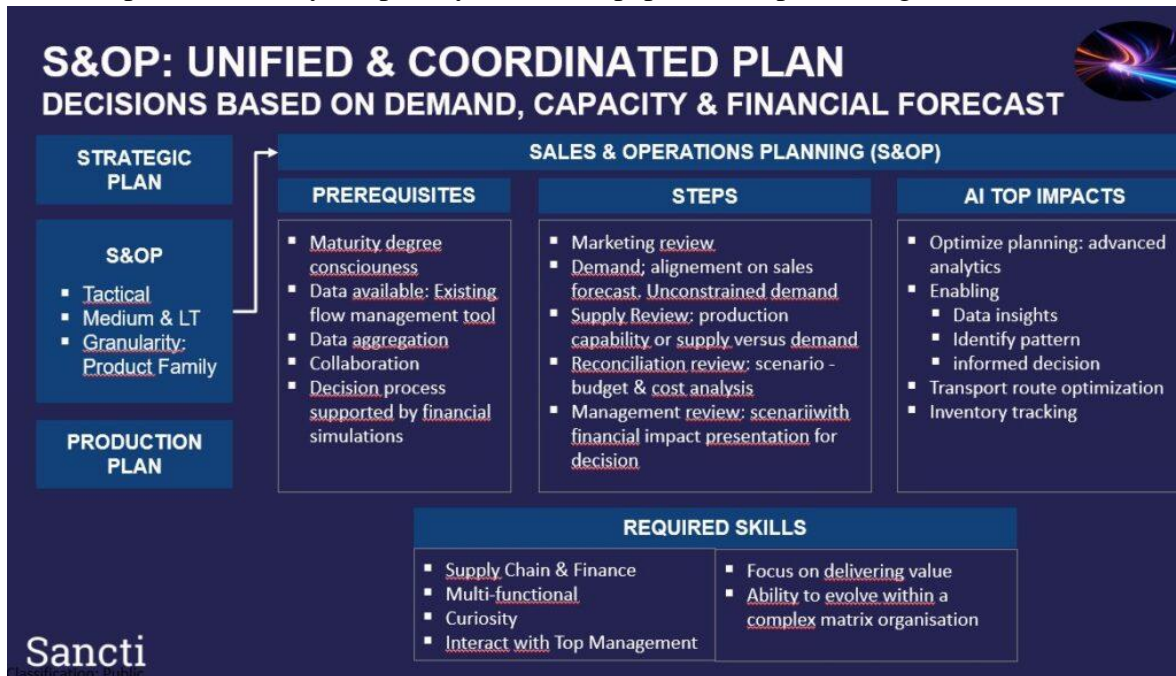 S&OP: UNIFIED & COORDINATED PLAN
DECISIONS BASED ON DEMAND, CAPACITY & FINANCIAL FORECAST
STRATEGIC
PLAN
S&OP
▪ Tactical
▪ Medium & LT
▪ Granularity:
Product Family
PRODUCTION
PLAN
SALES & OPERATIONS PLANNING (S&OP)
PREREQUISITES
▪ Maturity degree
consciouness
▪ Data available: Existing
flow management tool
▪ Data aggregation
▪ Collaboration
▪ Decision process
supported by financial
simulations
STEPS
▪ Marketing review
▪ Demand; alignement on sales
forecast. Unconstrained demand
▪ Supply Review: production
capability or supply versus demand
▪ Reconciliation review: scenario -
budget & cost analysis
▪ Management review: scenariiwith
financial impact presentation for
decision
AI TOP IMPACTS
▪ Optimize planning: advanced
analytics
▪ Enabling
▪ Data insights
▪ Identify pattern
▪ informed decision
▪ Transport route optimization
▪ Inventory tracking
REQUIRED SKILLS
▪ Supply Chain & Finance
▪ Multi-functional
▪ Curiosity
▪ Interact with Top Management
▪ Focus on delivering value
▪ Ability to evolve within a
complex matrix organisation
Sancti
Classification: Public